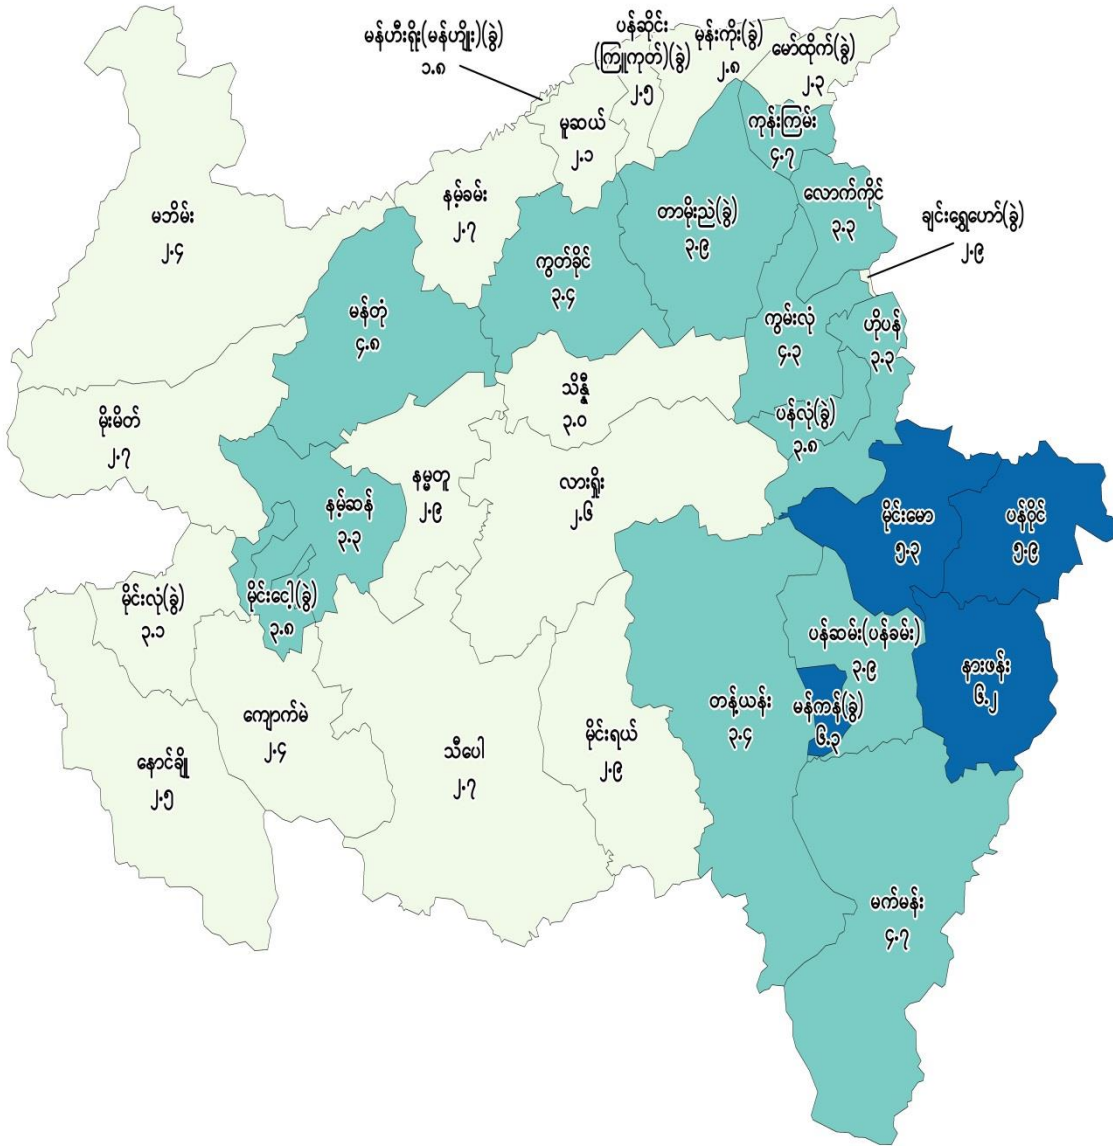 မန်ဟီးရိုး(မန်ဟျိုး)(ခွဲ)
၁.၈
ပန်ဆိုင်း
(ကြူကုတ်)(ခွဲ)
၂.၅
မုန်းကိုး(ခွဲ)
၂.၈
မော်ထိုက်(ခွဲ)
၂.၃
မူဆယ်
၂.၁
ကုန်းကြမ်း
၄.၇
နမ့်ခမ်း
၂.၇
လောက်ကိုင်
၃.၃
မဘိမ်း
၂.၄
တာမိုးညဲ(ခွဲ)
၃.၉
ချင်းရွှေဟော်(ခွဲ)
၂.၉
ကွတ်ခိုင်
၃.၄
မန်တုံ
၄.၈
ကွမ်းလုံ
၄.၃
ဟိုပန်
၃.၃
သိန္နီ
၃.၀
မိုးမိတ်
၂.၇
ပန်လုံ(ခွဲ)
၃.၈
နမ္မတူ
၂.၉
လားရှိုး
၂.၆
နမ့်ဆန်
၃.၃
မိုင်းမော
၅.၃
ပန်ဝိုင်
၅.၉
မိုင်းလုံ(ခွဲ)
၃.၁
မိုင်းငေါ့(ခွဲ)
၃.၈
ပန်ဆမ်း(ပန်ခမ်း)
၃.၉
နားဖန်း
၆.၂
ကျောက်မဲ
၂.၄
တန့်ယန်း
၃.၄
မန်ကန်(ခွဲ)
၆.၃
နောင်ချို
၂.၅
သီပေါ
၂.၇
မိုင်းရယ်
၂.၉
မက်မန်း
၄.၇